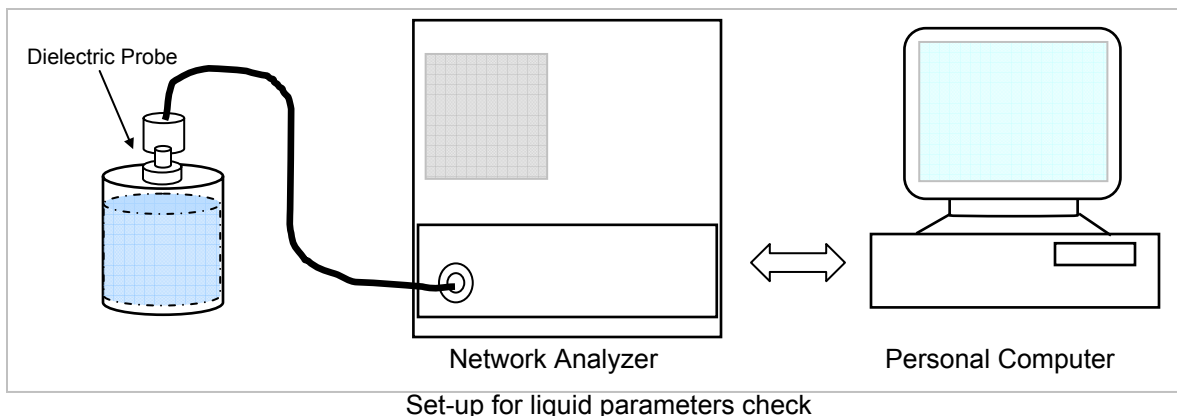 Dielectric Probe
Network Analyzer
Personal Computer
Set-up for liquid parameters check